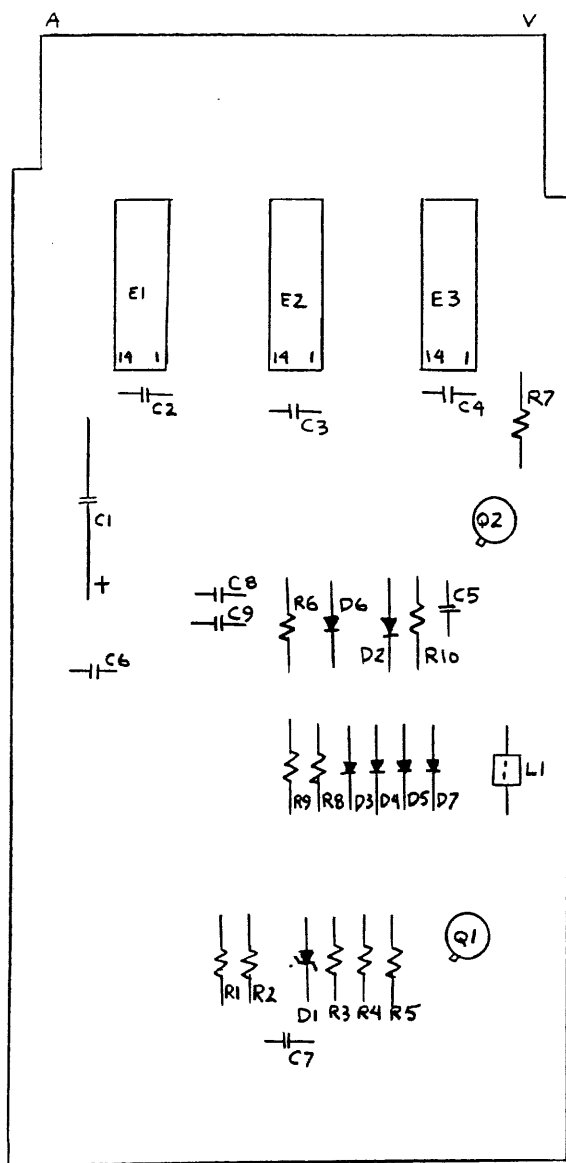 A V
E1 E2 E3
14 1 14 1 14 1
C2 C3 C4 R7
C1 Q2
+
C8 R6 D6 C5
C9
C6 D2 R10
L1
R9 R8 D3 D4 D5 D7
Q1
R1 R2
D1 R3 R4 R5
C7